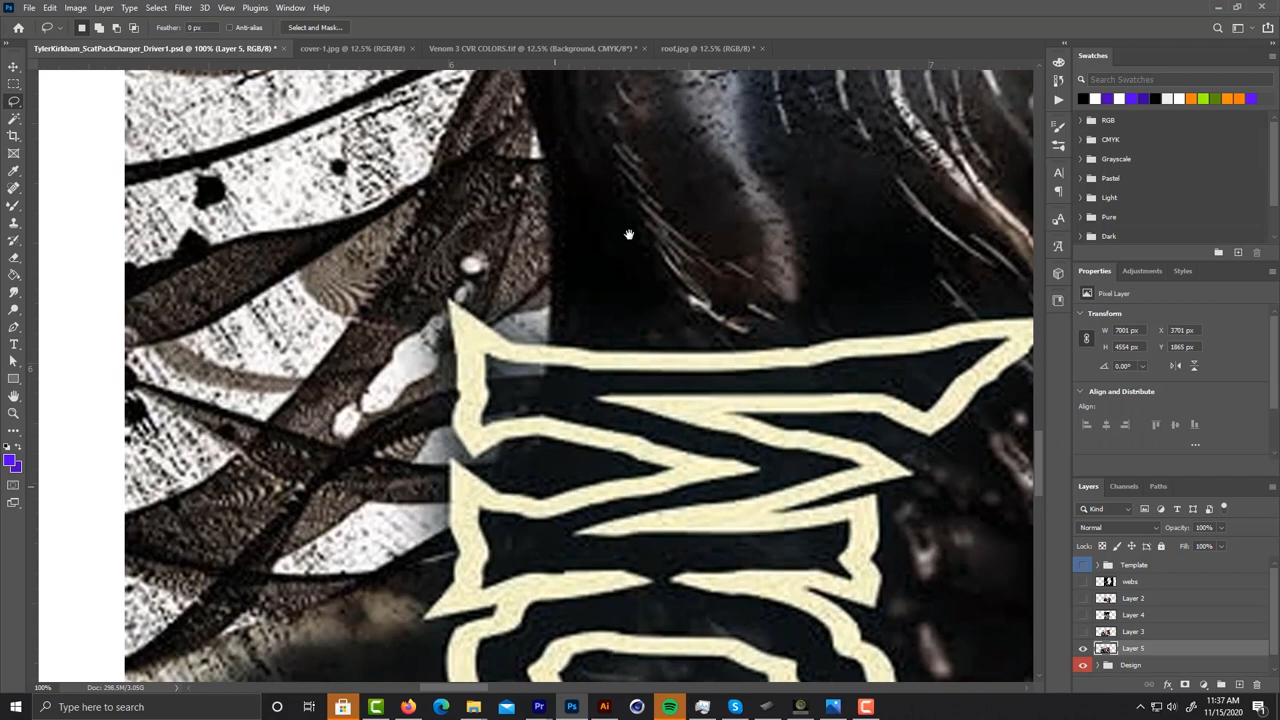 Ps File Edit Image Layer Type Select Filter 3D View Plugins Window Help
Feather: 0 px Anti-alias Select and Mask...
TylerKirkham_ScatPackCharger_Driver1.psd @ 100% (Layer 5, RGB/8) * × cover-1.jpg @ 12.5% (RGB/8#) × Venom 3 CVR COLORS.tif @ 12.5% (Background, CMYK/8*) * × roof.jpg @ 12.5% (RGB/8) * ×
6 7
6
Swatches
Search Swatches
RGB
CMYK
Grayscale
Pastel
Light
Pure
Dark
Properties Adjustments Styles
Pixel Layer
Transform
W 7001 px X 3701 px
H 4554 px Y 1865 px
0.00°
Align and Distribute
Align:
...
Layers Channels Paths
Kind
Normal Opacity: 100%
Lock: Fill: 100%
Template
webs
Layer 2
Layer 4
Layer 3
Layer 5
Design
100% Doc: 298.5M/3.05G
Type here to search
11:37 AM
11/15/2020